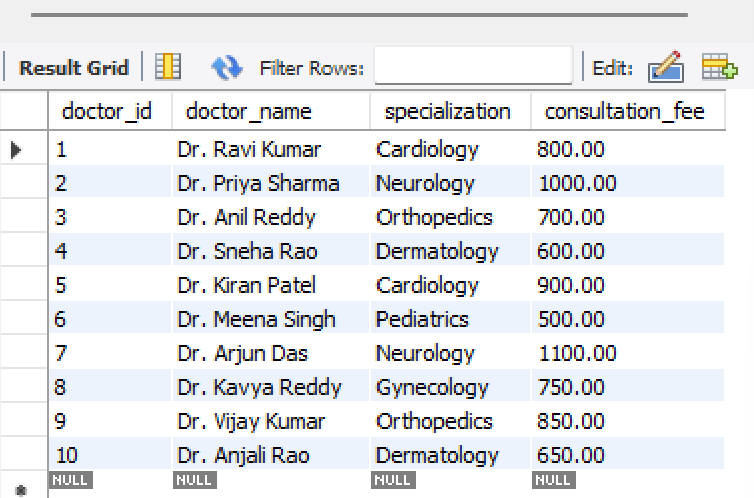 Result Grid Filter Rows: Edit:
doctor_id doctor_name specialization consultation_fee
1 Dr. Ravi Kumar Cardiology 800.00
2 Dr. Priya Sharma Neurology 1000.00
3 Dr. Anil Reddy Orthopedics 700.00
4 Dr. Sneha Rao Dermatology 600.00
5 Dr. Kiran Patel Cardiology 900.00
6 Dr. Meena Singh Pediatrics 500.00
7 Dr. Arjun Das Neurology 1100.00
8 Dr. Kavya Reddy Gynecology 750.00
9 Dr. Vijay Kumar Orthopedics 850.00
10 Dr. Anjali Rao Dermatology 650.00
NULL NULL NULL NULL